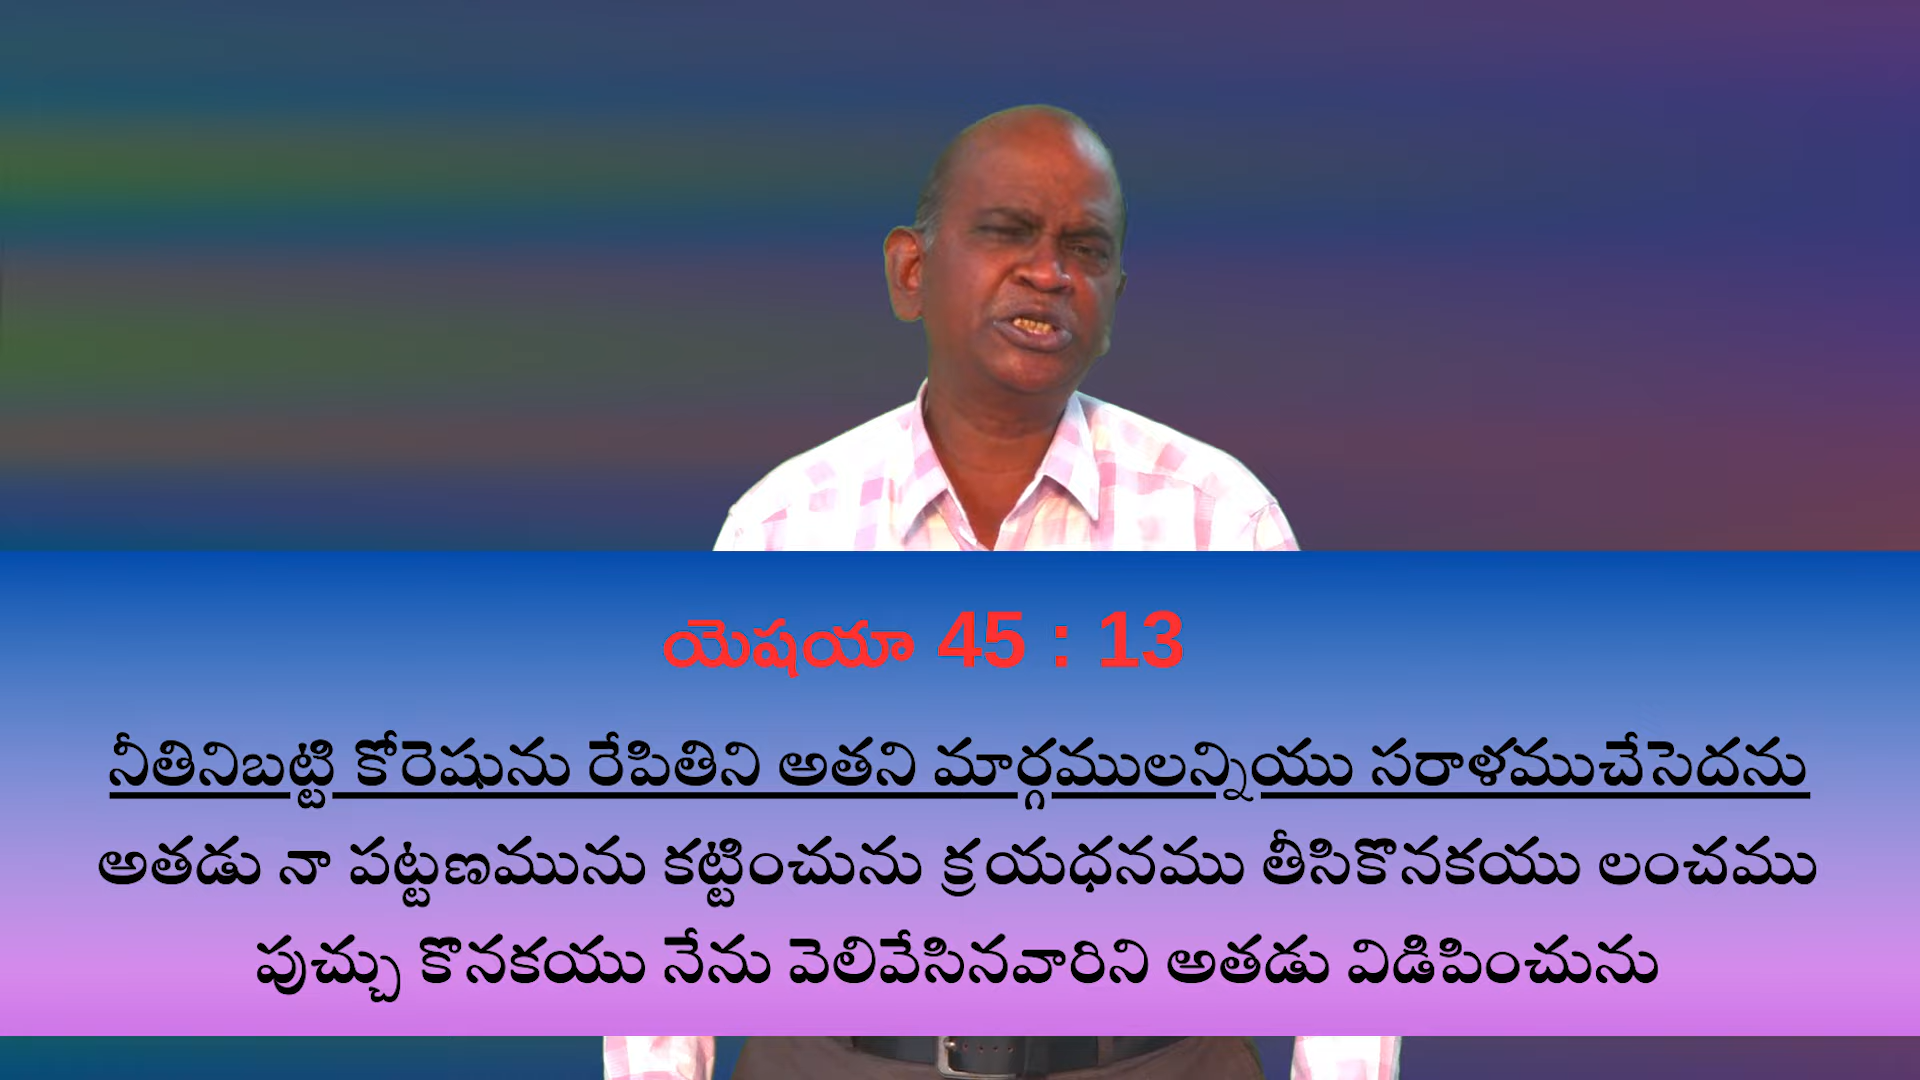 యెషయా 45 : 13
నీతినిబట్టి కోరెషును రేపితిని అతని మార్గములన్నియు సరాళముచేసెదను
అతడు నా పట్టణమును కట్టించును క్రయధనము తీసికొనకయు లంచము
పుచ్చు కొనకయు నేను వెలివేసినవారిని అతడు విడిపించును